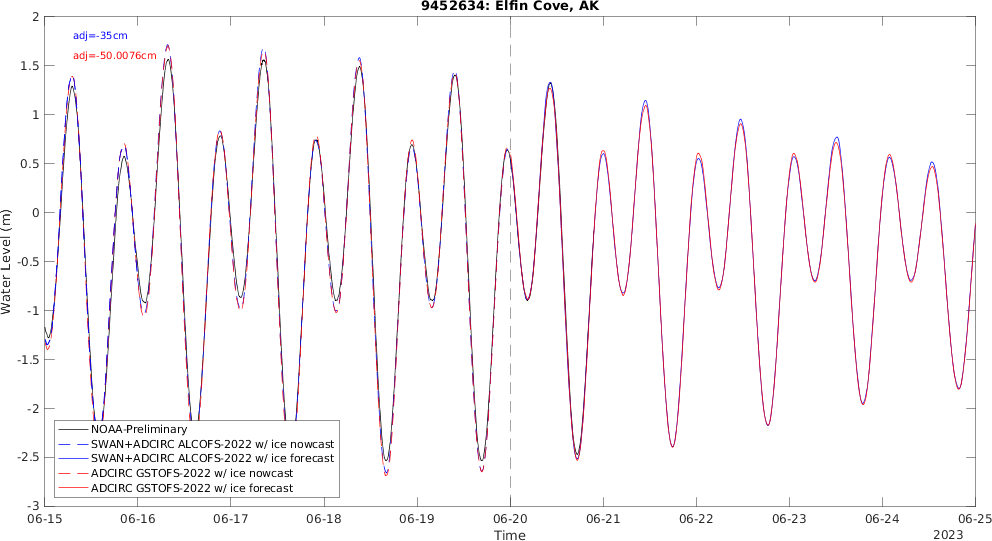 9452634: Elfin Cove, AK
adj=-35cm
adj=-50.0076cm
2
1.5
1
0.5
0
-0.5
-1
-1.5
-2
-2.5
-3
Water Level (m)
NOAA-Preliminary
SWAN+ADCIRC ALCOFS-2022 w/ ice nowcast
SWAN+ADCIRC ALCOFS-2022 w/ ice forecast
ADCIRC GSTOFS-2022 w/ ice nowcast
ADCIRC GSTOFS-2022 w/ ice forecast
06-15 06-16 06-17 06-18 06-19 06-20 06-21 06-22 06-23 06-24 06-25
Time
2023